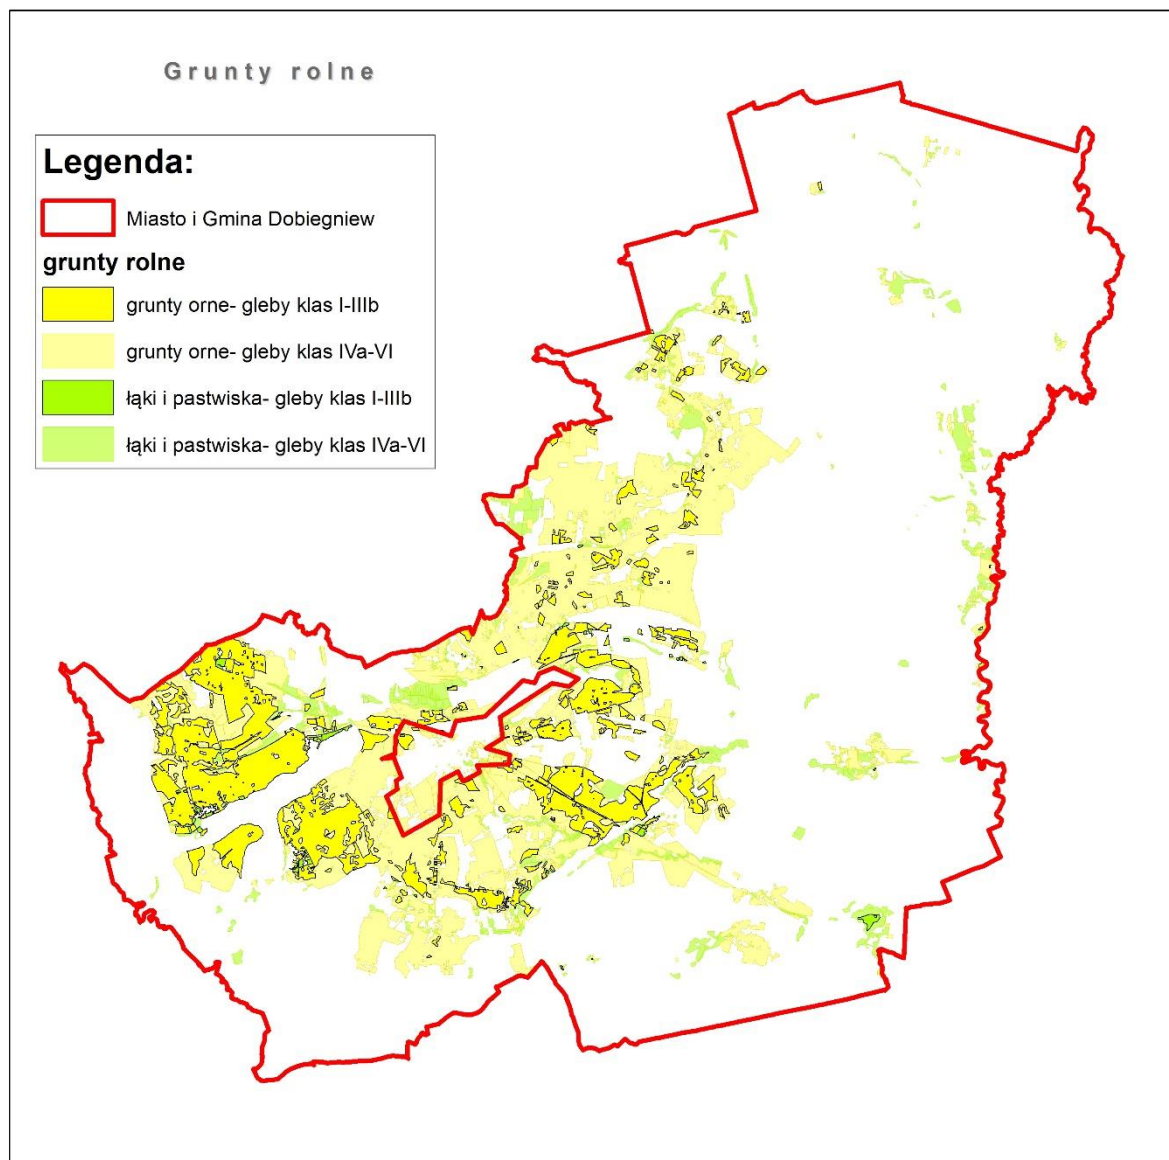 Grunty rolne
Legenda:
Miasto i Gmina Dobiegniew
grunty rolne
grunty orne- gleby klas I-IIIb
grunty orne- gleby klas IVa-VI
łąki i pastwiska- gleby klas I-IIIb
łąki i pastwiska- gleby klas IVa-VI